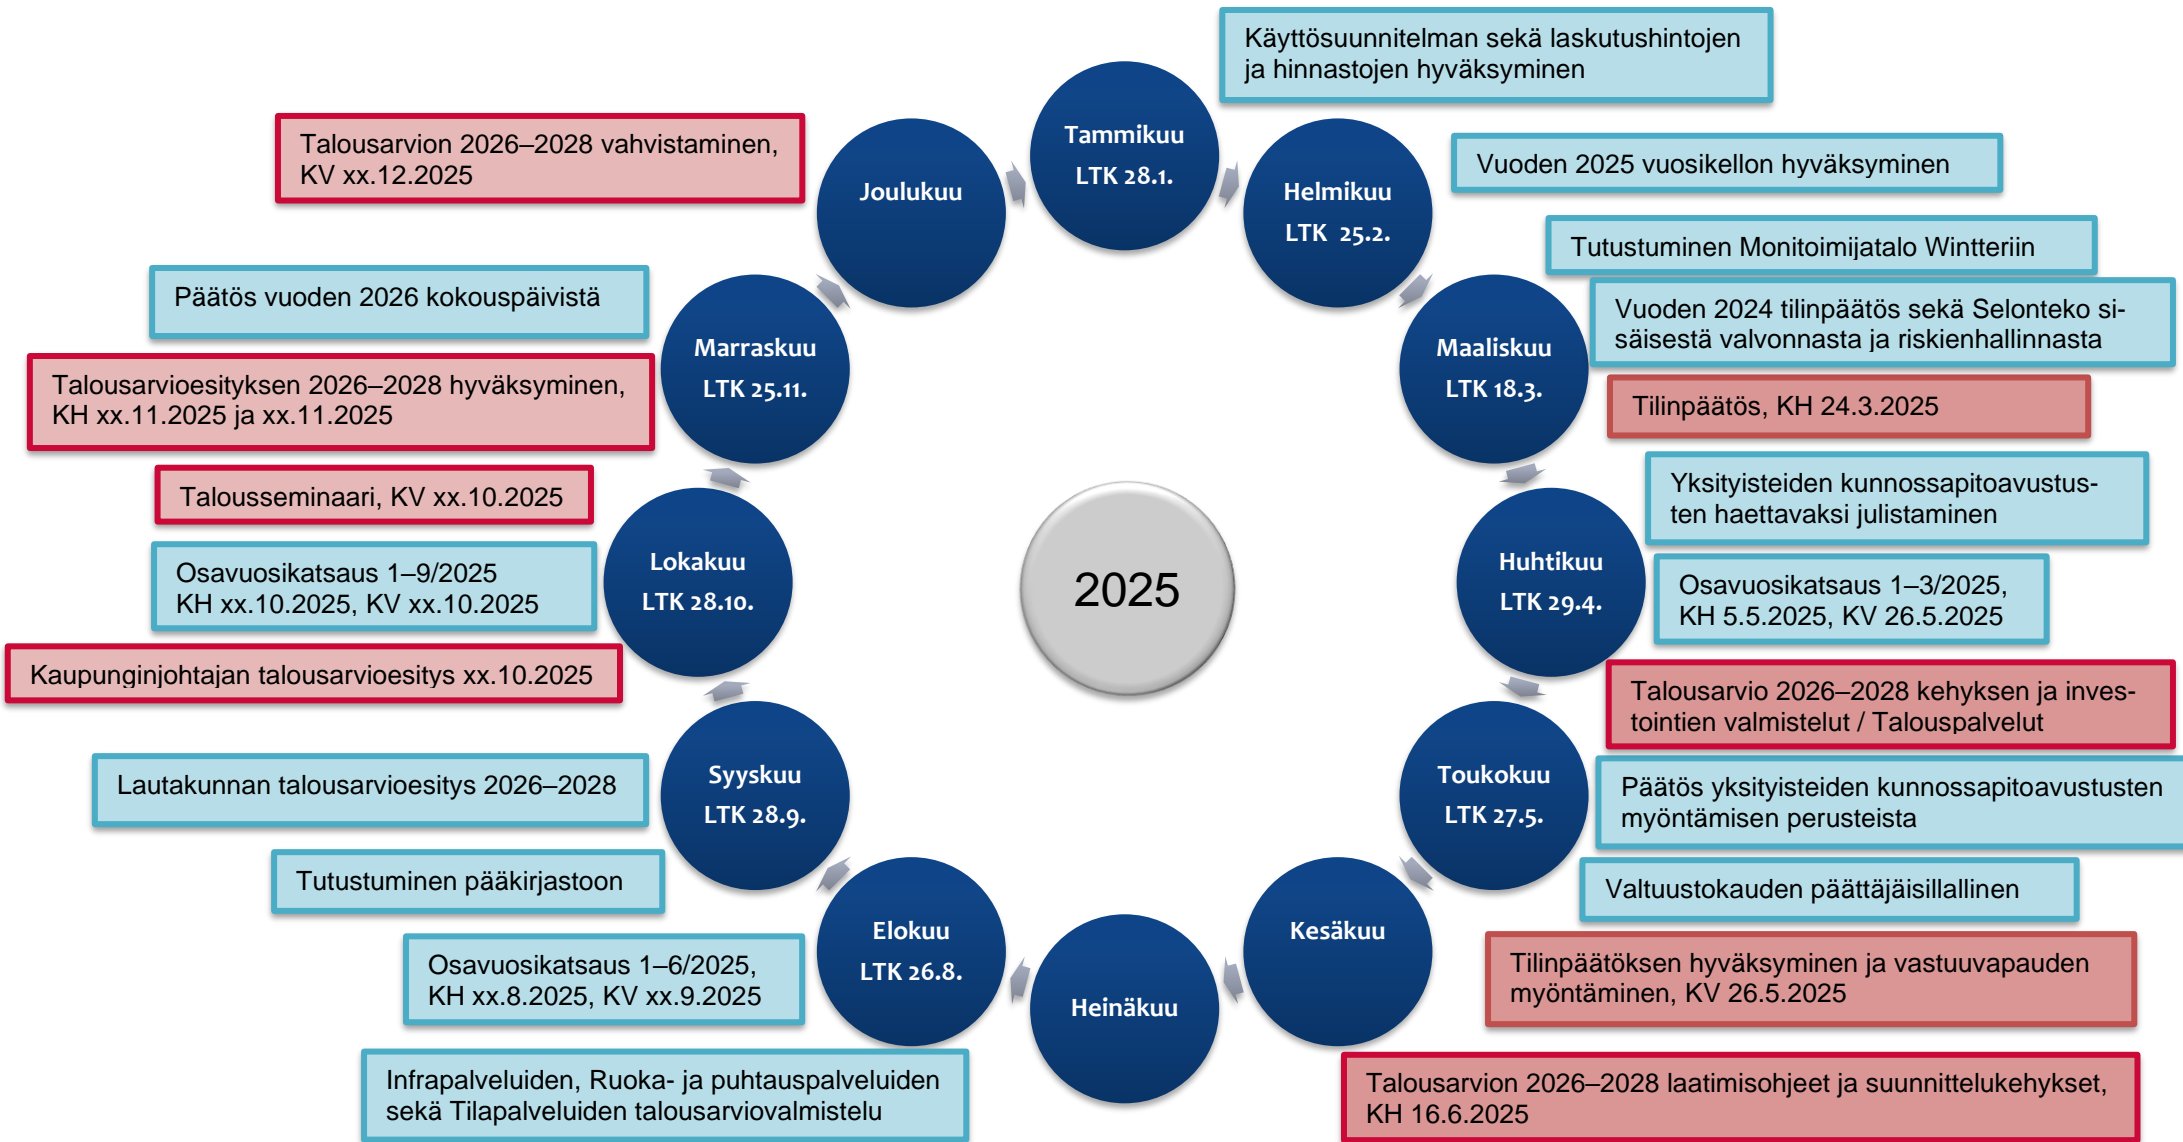 Käyttösuunnitelman sekä laskutushintojen
ja hinnastojen hyväksyminen
Tammikuu
LTK 28.1.
Vuoden 2025 vuosikellon hyväksyminen
Helmikuu
LTK 25.2.
Tutustuminen Monitoimijatalo Wintteriin
Vuoden 2024 tilinpäätös sekä Selonteko si-
säisestä valvonnasta ja riskienhallinnasta
Maaliskuu
LTK 18.3.
Tilinpäätös, KH 24.3.2025
Yksityisteiden kunnossapitoavustus-
ten haettavaksi julistaminen
Huhtikuu
LTK 29.4.
Osavuosikatsaus 1–3/2025,
KH 5.5.2025, KV 26.5.2025
Talousarvio 2026–2028 kehyksen ja inves-
tointien valmistelut / Talouspalvelut
Toukokuu
LTK 27.5.
Päätös yksityisteiden kunnossapitoavustusten
myöntämisen perusteista
Valtuustokauden päättäjäisillallinen
Tilinpäätöksen hyväksyminen ja vastuuvapauden
myöntäminen, KV 26.5.2025
Kesäkuu
Talousarvion 2026–2028 laatimisohjeet ja suunnittelukehykset,
KH 16.6.2025
Heinäkuu
Infrapalveluiden, Ruoka- ja puhtauspalveluiden
sekä Tilapalveluiden talousarviovalmistelu
Elokuu
LTK 26.8.
Osavuosikatsaus 1–6/2025,
KH xx.8.2025, KV xx.9.2025
Tutustuminen pääkirjastoon
Syyskuu
LTK 28.9.
Lautakunnan talousarvioesitys 2026–2028
Kaupunginjohtajan talousarvioesitys xx.10.2025
Lokakuu
LTK 28.10.
Osavuosikatsaus 1–9/2025
KH xx.10.2025, KV xx.10.2025
Talousseminaari, KV xx.10.2025
Talousarvioesityksen 2026–2028 hyväksyminen,
KH xx.11.2025 ja xx.11.2025
Marraskuu
LTK 25.11.
Päätös vuoden 2026 kokouspäivistä
Talousarvion 2026–2028 vahvistaminen,
KV xx.12.2025
Joulukuu
2025